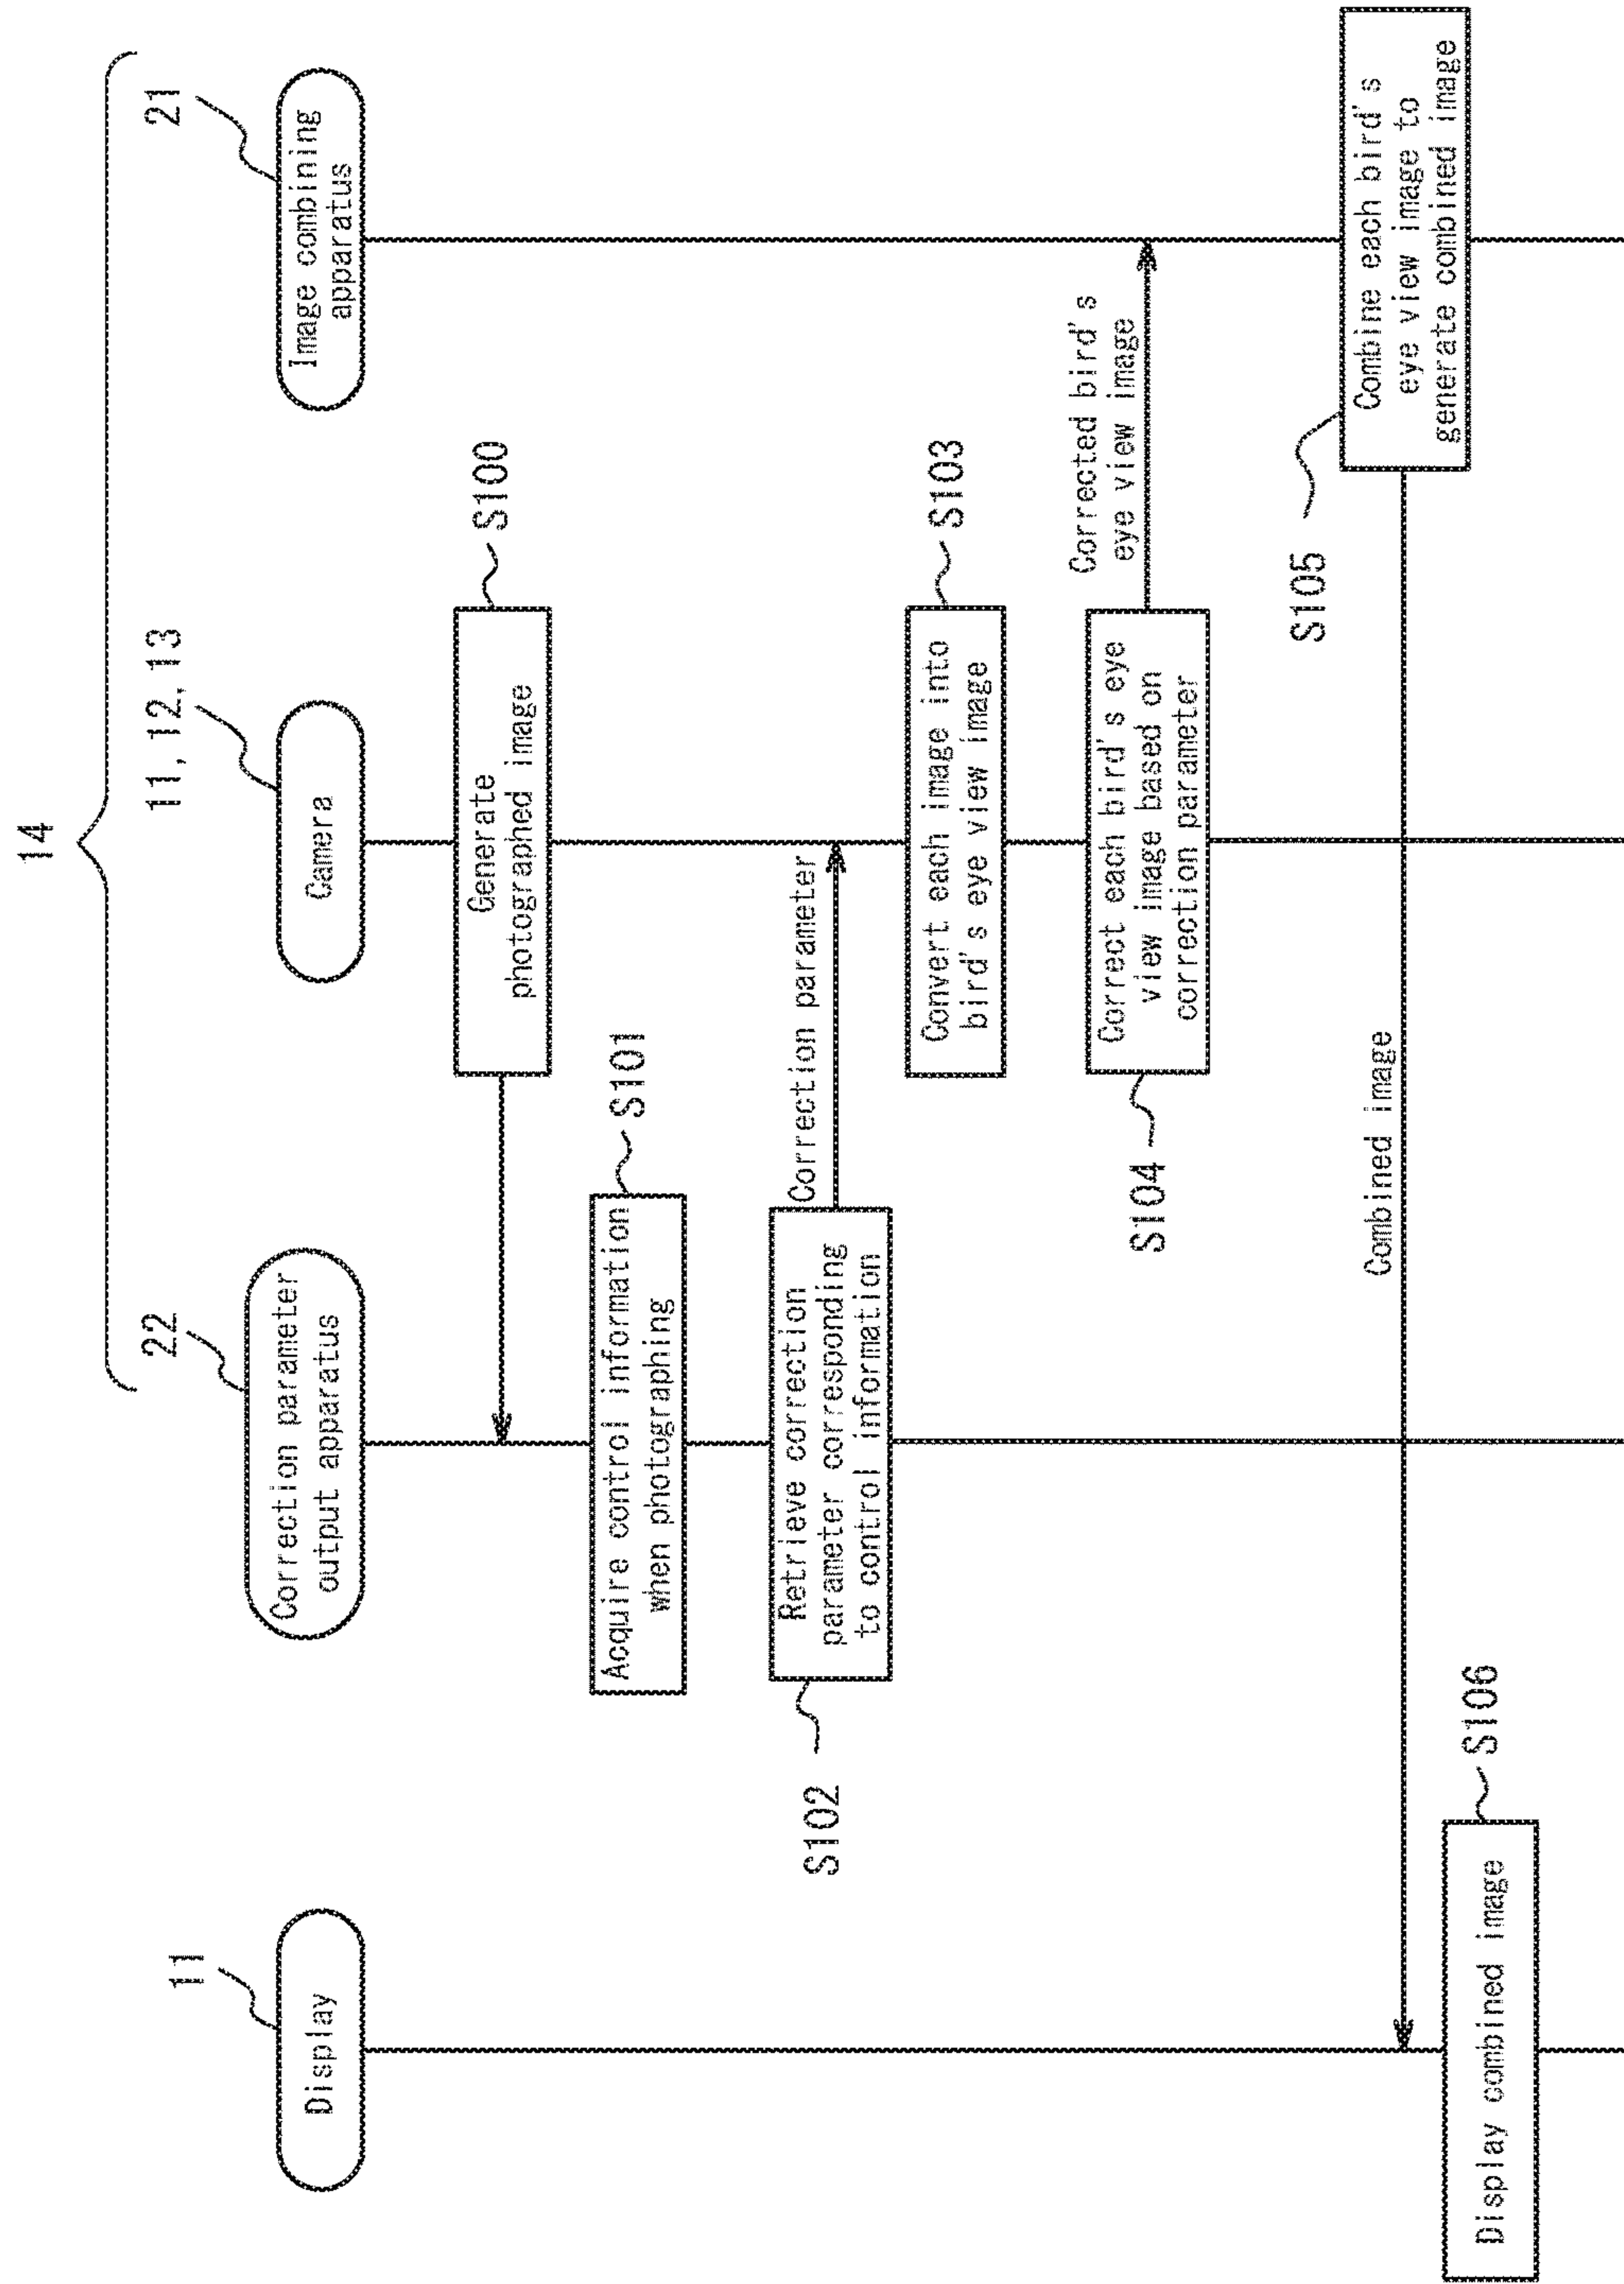 14
11
22
11, 12, 13
21
Display
Correction parameter
output apparatus
Camera
Image combining
apparatus
Generate
photographed image
S100
Acquire control information
when photographing
S101
Retrieve correction
parameter corresponding
to control information
S102
Correction parameter
Convert each image into
bird's eye view image
S103
Correct each bird's eye
view image based on
correction parameter
S104
Corrected bird's
eye view image
Combine each bird's
eye view image to
generate combined image
S105
Combined image
Display combined image
S106